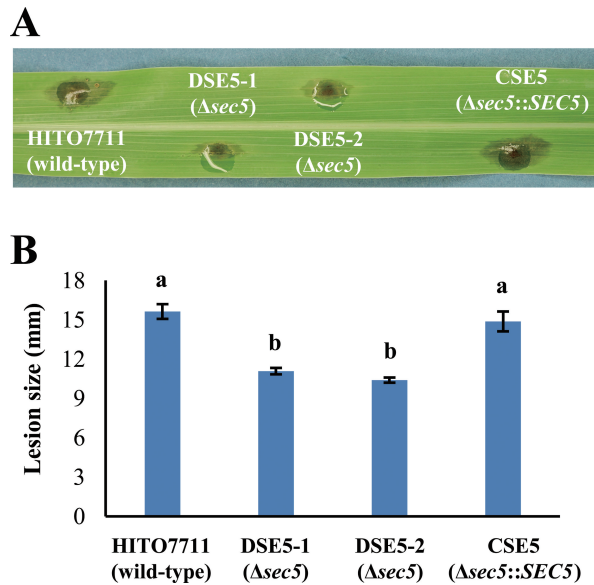 A
DSE5-1
(Δsec5)
CSE5
(Δsec5::SEC5)
HITO7711
(wild-type)
DSE5-2
(Δsec5)
B
Lesion size (mm)
18
15
12
9
6
3
0
a
b
b
a
HITO7711
(wild-type)
DSE5-1
(Δsec5)
DSE5-2
(Δsec5)
CSE5
(Δsec5::SEC5)